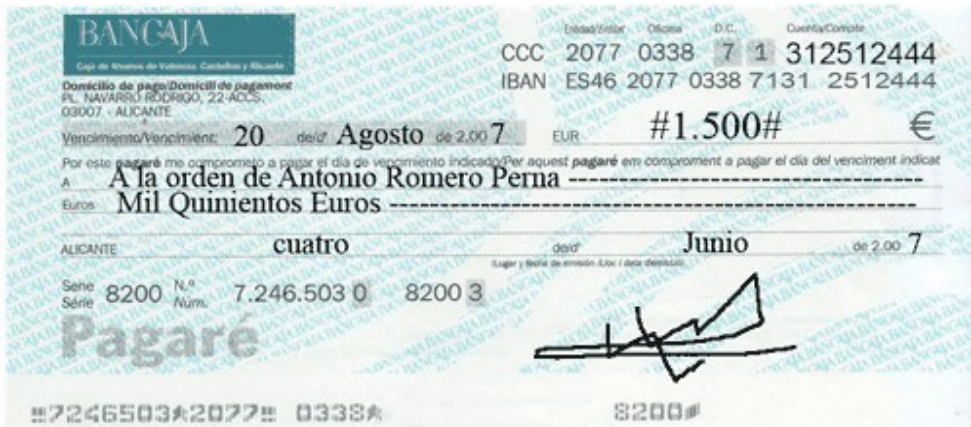 BANCAJA
Caja de Ahorros de Valencia, Castellón y Alicante
Entidad/Entitat Oficina D.C. Cuenta/Compte
CCC 2077 0338 7 1 312512444
IBAN ES46 2077 0338 7131 2512444
Domicilio de pago/Domicili de pagament
PL. NAVARRO RODRIGO, 22-ACCS.
03007 - ALICANTE
Vencimiento/Venciment: 20 de/d' Agosto de 2.00 7 EUR #1.500# €
Por este pagaré me comprometo a pagar el día de vencimiento indicado/Per aquest pagaré em compromet a pagar el dia del venciment indicat
A A la orden de Antonio Romero Perna ---
Euros Mil Quinientos Euros ---
ALICANTE cuatro de/d' Junio de 2.00 7
(Lugar y fecha de emisión /Lloc i data d'emissió)
Serie Série 8200 N.º Núm. 7.246.503 0 8200 3
Pagaré
7246503 2077 0338 8200